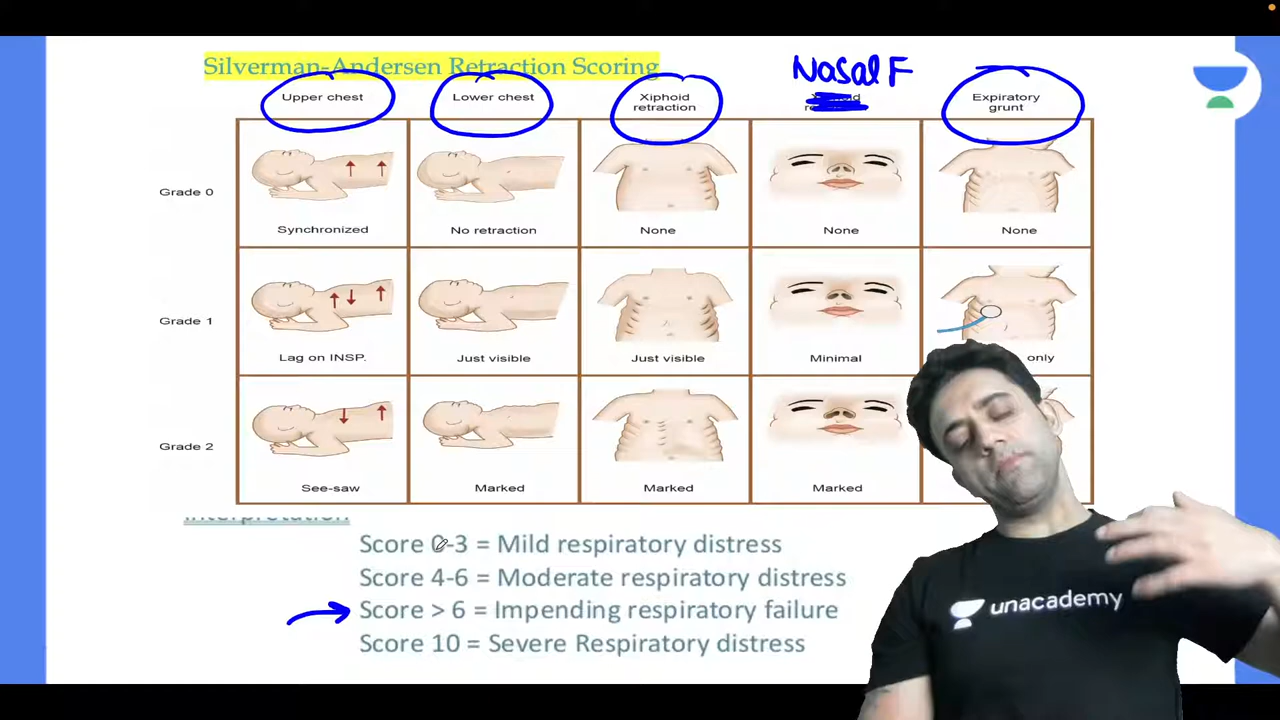 Silverman-Andersen Retraction Scoring
Nasal F
Upper chest
Lower chest
Xiphoid
retraction
Expiratory
grunt
Grade 0
Synchronized
No retraction
None
None
None
Grade 1
Lag on INSP.
Just visible
Just visible
Minimal
only
Grade 2
See-saw
Marked
Marked
Marked
Interpretation
Score 0-3 = Mild respiratory distress
Score 4-6 = Moderate respiratory distress
Score > 6 = Impending respiratory failure
Score 10 = Severe Respiratory distress
unacademy